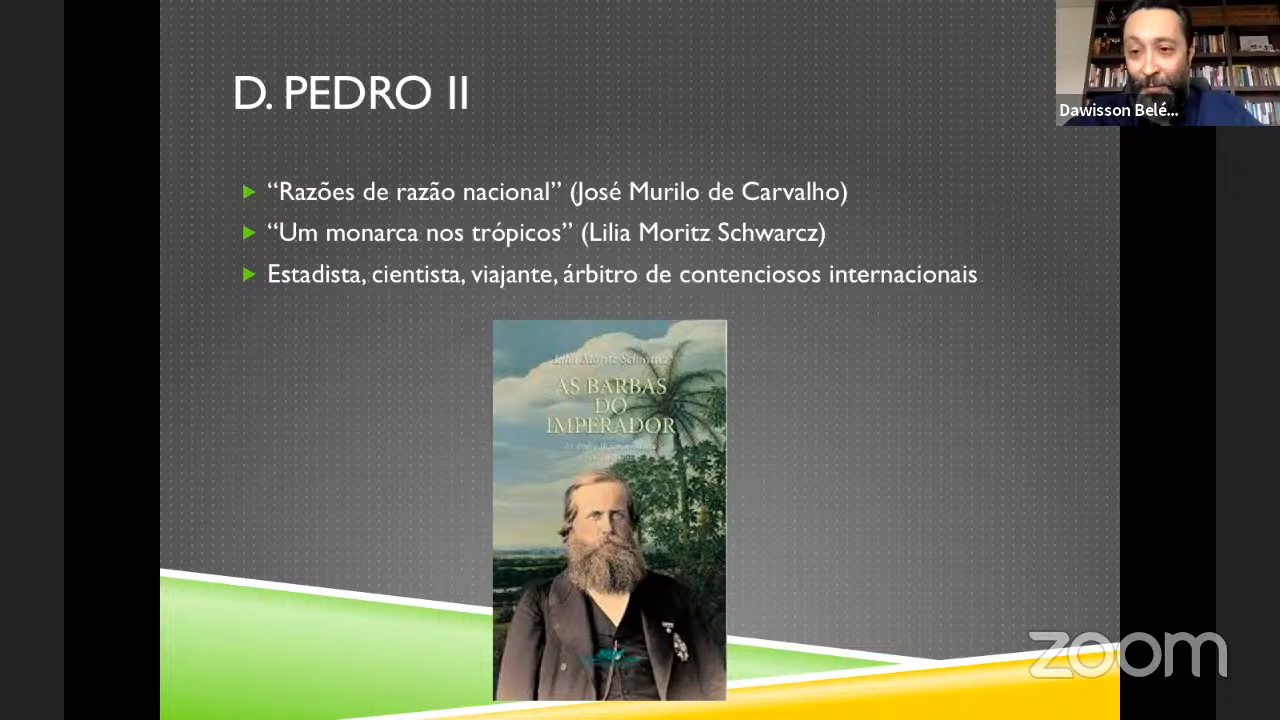 D. PEDRO II
“Razões de razão nacional” (José Murilo de Carvalho)
“Um monarca nos trópicos” (Lilia Moritz Schwarcz)
Estadista, cientista, viajante, árbitro de contenciosos internacionais
Lilia Moritz Schwarcz
AS BARBAS
DO
IMPERADOR
Dawisson Belé...
zoom